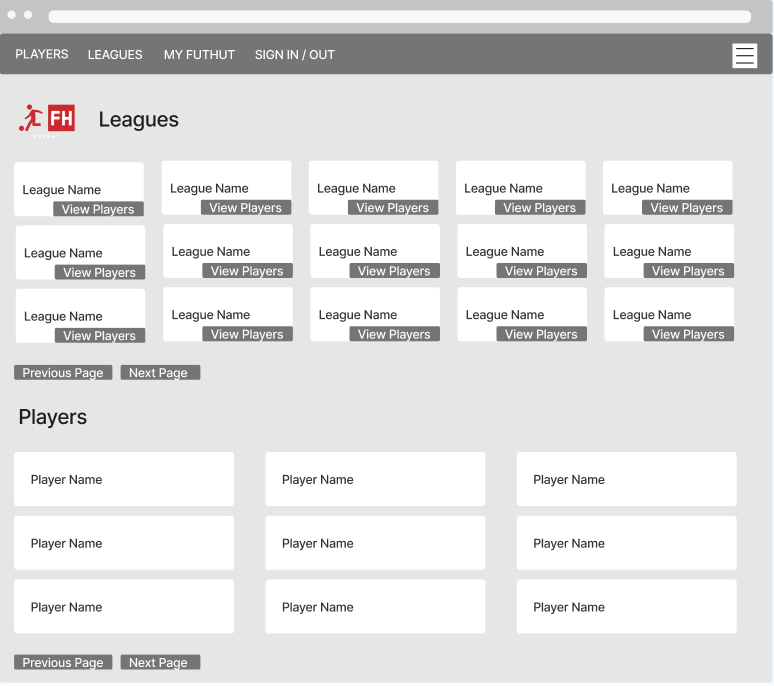 PLAYERS LEAGUES MY FUTHUT SIGN IN / OUT
FH
Leagues
League Name League Name League Name League Name League Name
View Players View Players View Players View Players View Players
League Name League Name League Name League Name League Name
View Players View Players View Players View Players View Players
League Name League Name League Name League Name League Name
View Players View Players View Players View Players View Players
Previous Page Next Page
Players
Player Name Player Name Player Name
Player Name Player Name Player Name
Player Name Player Name Player Name
Previous Page Next Page